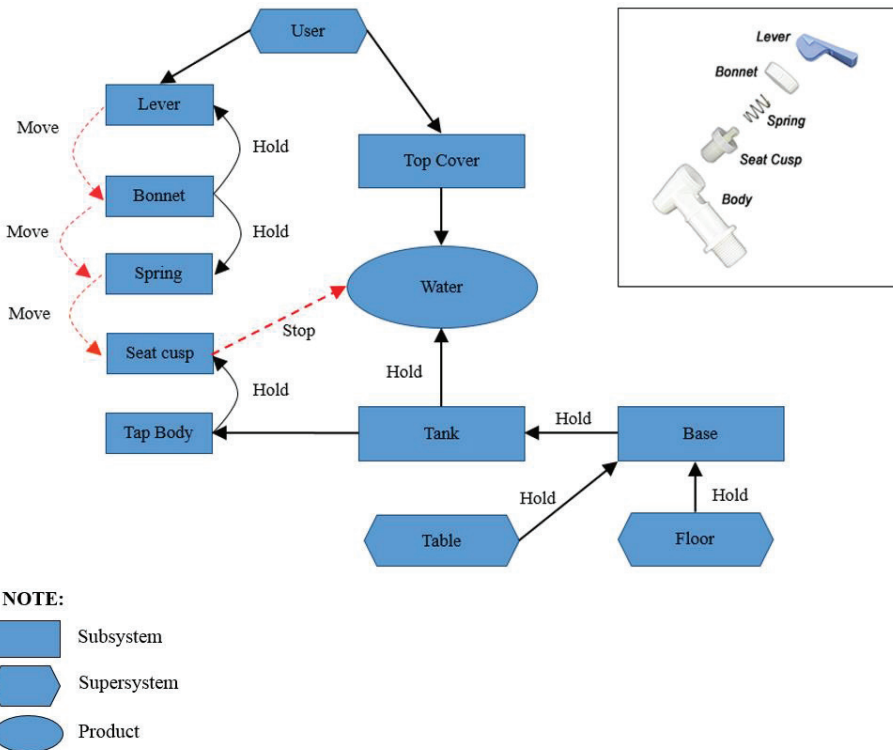 User
Lever
Bonnet
Spring
Seat Cusp
Body
Lever
Move
Hold
Top Cover
Bonnet
Move
Hold
Spring
Water
Move
Stop
Seat cusp
Hold
Hold
Tap Body
Tank
Hold
Base
Hold
Hold
Table
Floor
NOTE:
Subsystem
Supersystem
Product